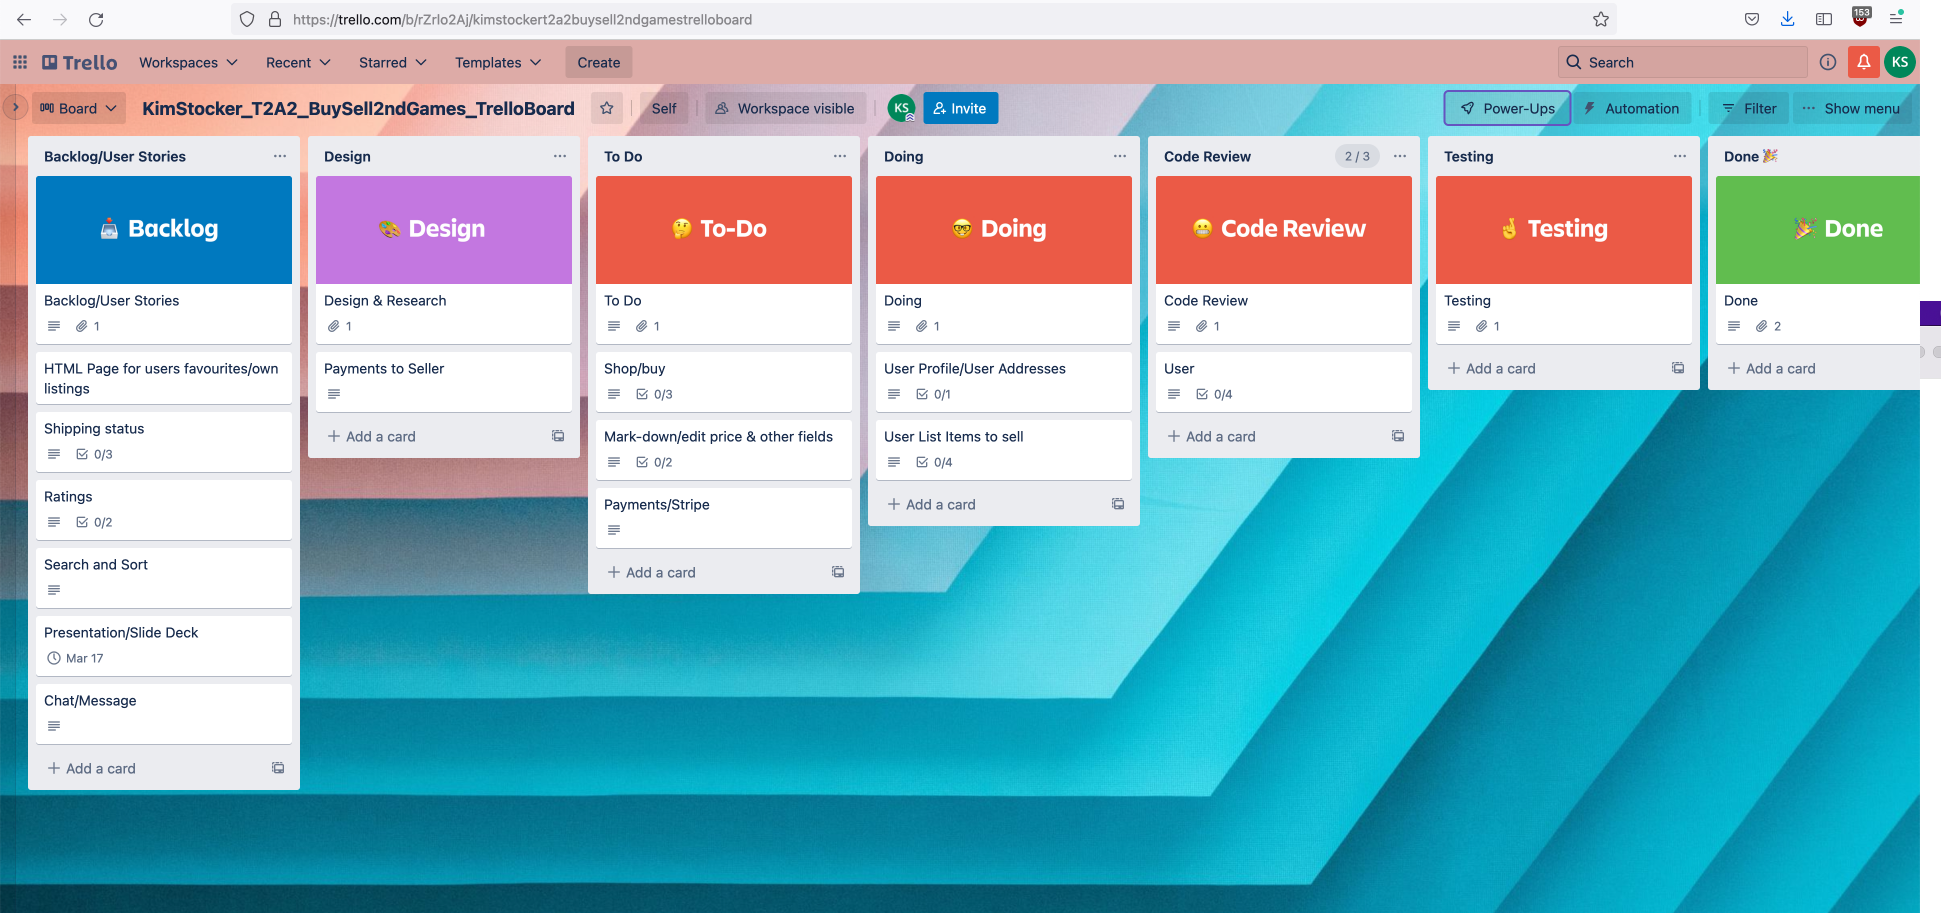 https://trello.com/b/rZrIo2Aj/kimstockert2a2buysell2ndgamestrelloboard
153
Trello
Workspaces
Recent
Starred
Templates
Create
Search
KS
Board
KimStocker_T2A2_BuySell2ndGames_TrelloBoard
Self
Workspace visible
KS
Invite
Power-Ups
Automation
Filter
Show menu
Backlog/User Stories
Backlog
Backlog/User Stories
1
HTML Page for users favourites/own
listings
Shipping status
0/3
Ratings
0/2
Search and Sort
Presentation/Slide Deck
Mar 17
Chat/Message
Add a card
Design
Design
Design & Research
1
Payments to Seller
Add a card
To Do
To-Do
To Do
1
Shop/buy
0/3
Mark-down/edit price & other fields
0/2
Payments/Stripe
Add a card
Doing
Doing
Doing
1
User Profile/User Addresses
0/1
User List Items to sell
0/4
Add a card
Code Review
2 / 3
Code Review
Code Review
1
User
0/4
Add a card
Testing
Testing
Testing
1
Add a card
Done 🎉
Done
Done
2
Add a card